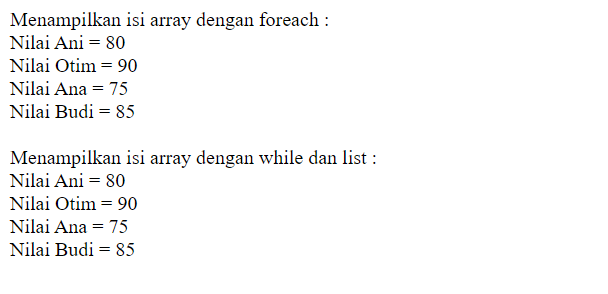 Menampilkan isi array dengan foreach :
Nilai Ani = 80
Nilai Otim = 90
Nilai Ana = 75
Nilai Budi = 85
Menampilkan isi array dengan while dan list :
Nilai Ani = 80
Nilai Otim = 90
Nilai Ana = 75
Nilai Budi = 85